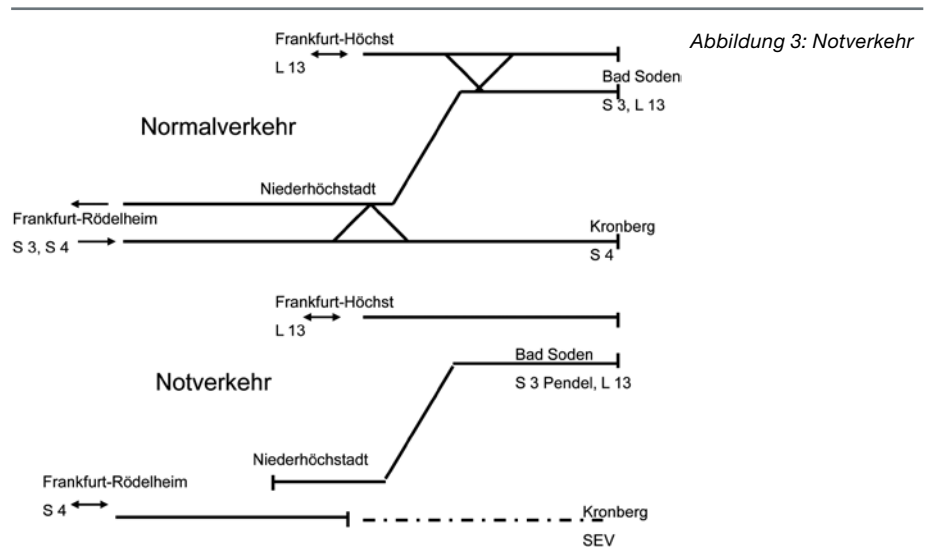 Abbildung 3: Notverkehr
Frankfurt-Höchst
L 13
Bad Soden
S 3, L 13
Normalverkehr
Niederhöchstadt
Frankfurt-Rödelheim
S 3, S 4
Kronberg
S 4
Frankfurt-Höchst
L 13
Bad Soden
S 3 Pendel, L 13
Notverkehr
Niederhöchstadt
Frankfurt-Rödelheim
S 4
Kronberg
SEV